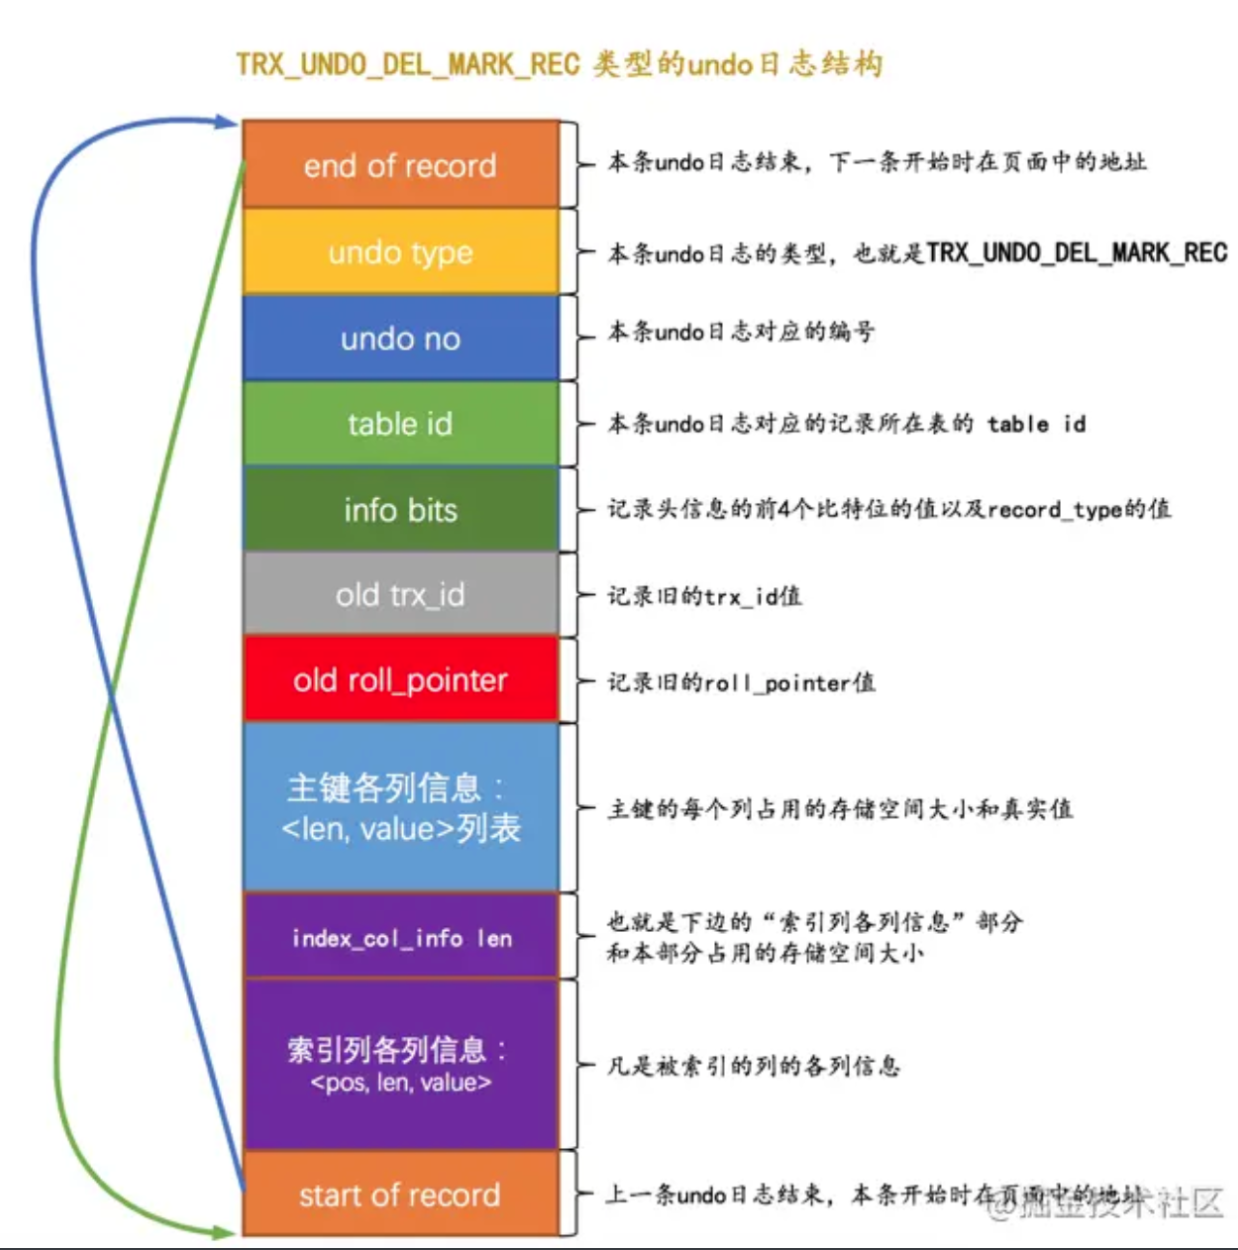 TRX_UNDO_DEL_MARK_REC 类型的undo日志结构
end of record
本条undo日志结束，下一条开始时在页面中的地址
undo type
本条undo日志的类型，也就是TRX_UNDO_DEL_MARK_REC
undo no
本条undo日志对应的编号
table id
本条undo日志对应的记录所在表的 table id
info bits
记录头信息的前4个比特位的值以及record_type的值
old trx_id
记录旧的trx_id值
old roll_pointer
记录旧的roll_pointer值
主键各列信息：
<len, value>列表
主键的每个列占用的存储空间大小和真实值
index_col_info len
也就是下边的“索引列各列信息”部分
和本部分占用的存储空间大小
索引列各列信息：
<pos, len, value>
凡是被索引的列的各列信息
start of record
上一条undo日志结束，本条开始时在页面中的地址
@掘金技术社区